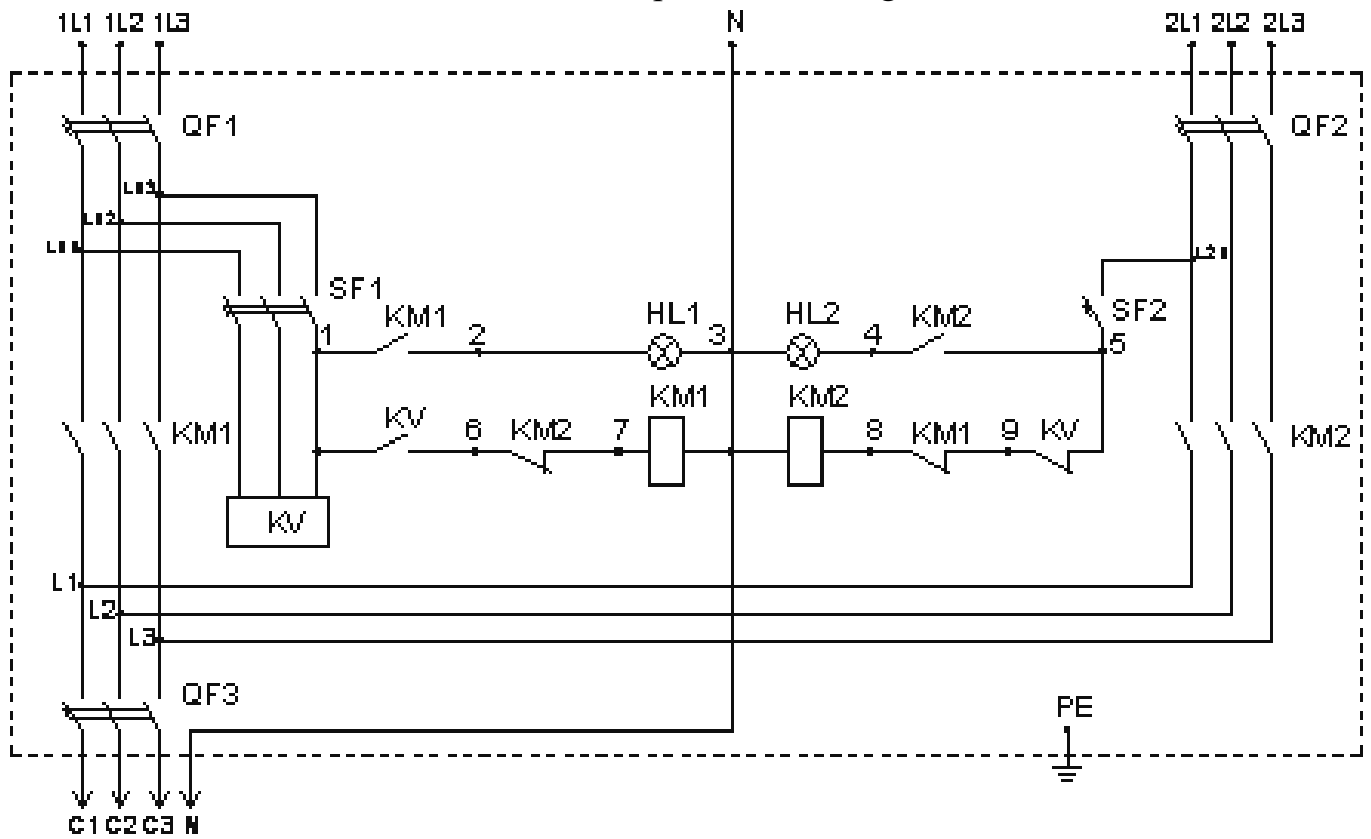 1L1 1L2 1L3 N 2L1 2L2 2L3
QF1 QF2
L21
SF1 SF2
KM1 HL1 HL2 KM2
1 2 3 4 5
KM1 KV KM1 KM2 KM2
6 KM2 7 8 KM1 9 KV
KV
L1
L2
L3
QF3
PE
C1 C2 C3 N